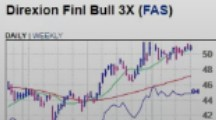 Direxion Finl Bull 3X (FAS)
DAILY | WEEKLY
50
48
46
44
42